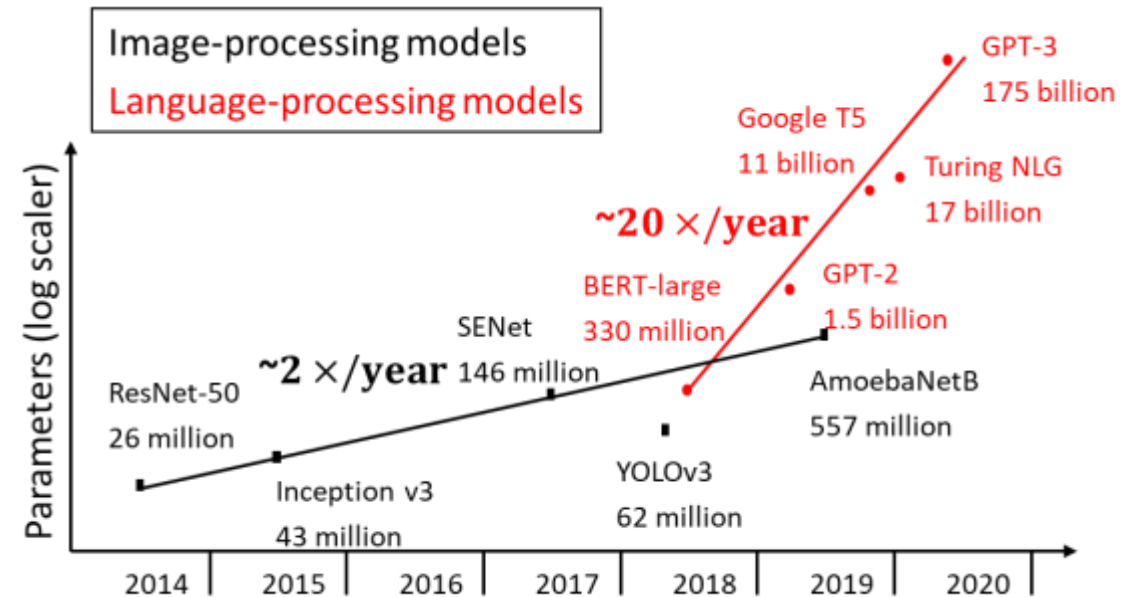 Image-processing models
Language-processing models
GPT-3
175 billion
Google T5
11 billion
Turing NLG
17 billion
~20 ×/year
GPT-2
1.5 billion
BERT-large
330 million
SENet
146 million
~2 ×/year
ResNet-50
26 million
AmoebaNetB
557 million
YOLOv3
62 million
Inception v3
43 million
Parameters (log scaler)
2014
2015
2016
2017
2018
2019
2020